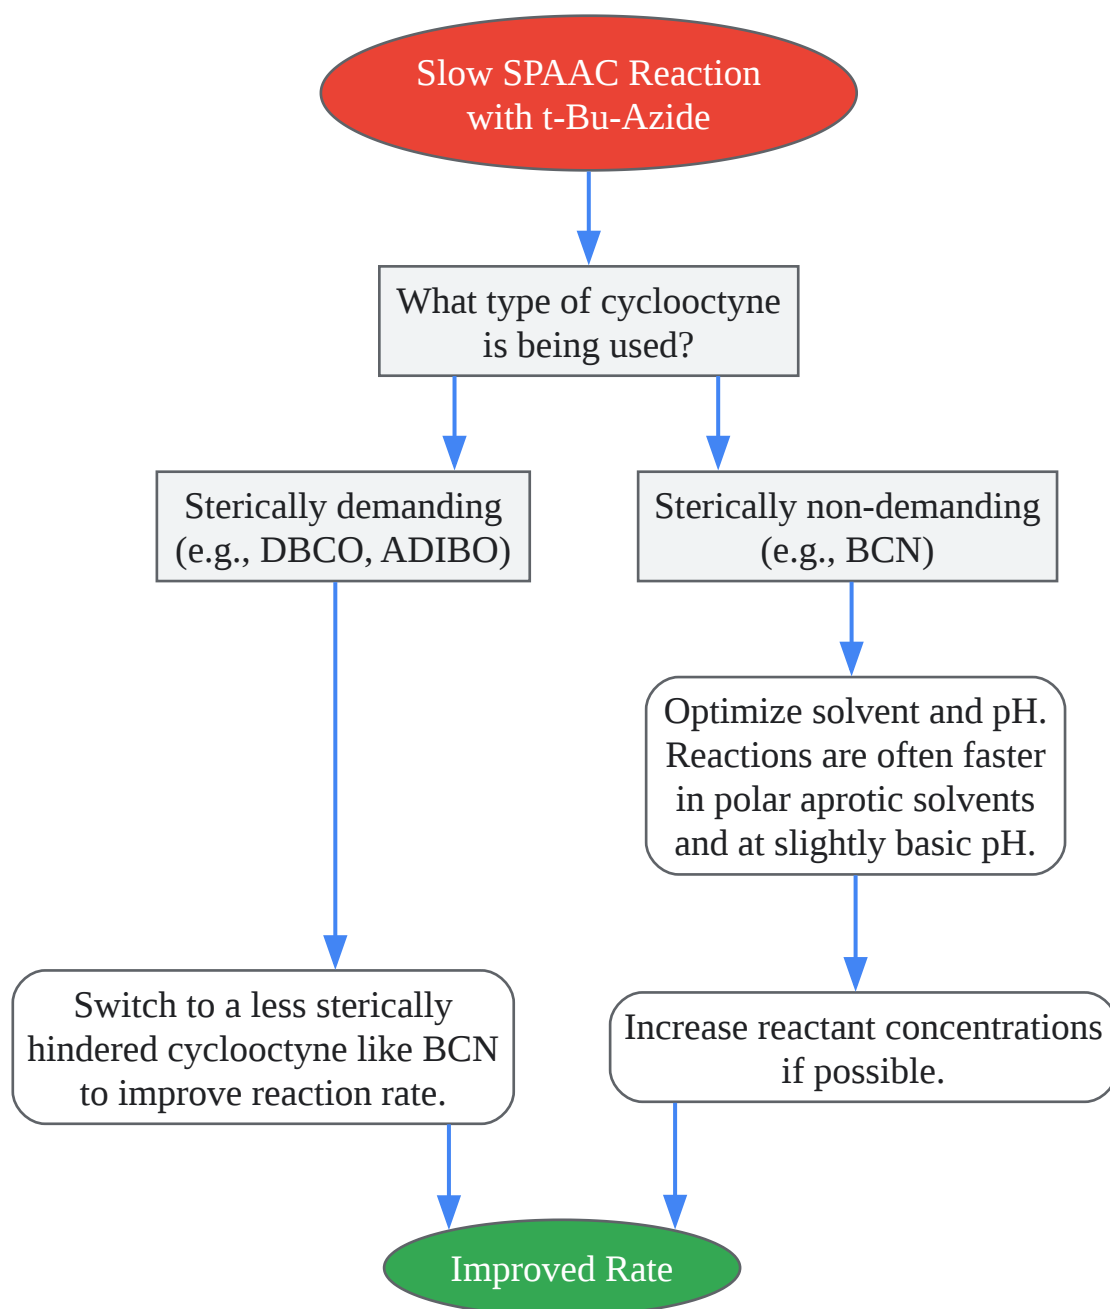 Slow SPAAC Reaction
with t-Bu-Azide
What type of cyclooctyne
is being used?
Sterically demanding
(e.g., DBCO, ADIBO)
Sterically non-demanding
(e.g., BCN)
Optimize solvent and pH.
Reactions are often faster
in polar aprotic solvents
and at slightly basic pH.
Switch to a less sterically
hindered cyclooctyne like BCN
to improve reaction rate.
Increase reactant concentrations
if possible.
Improved Rate